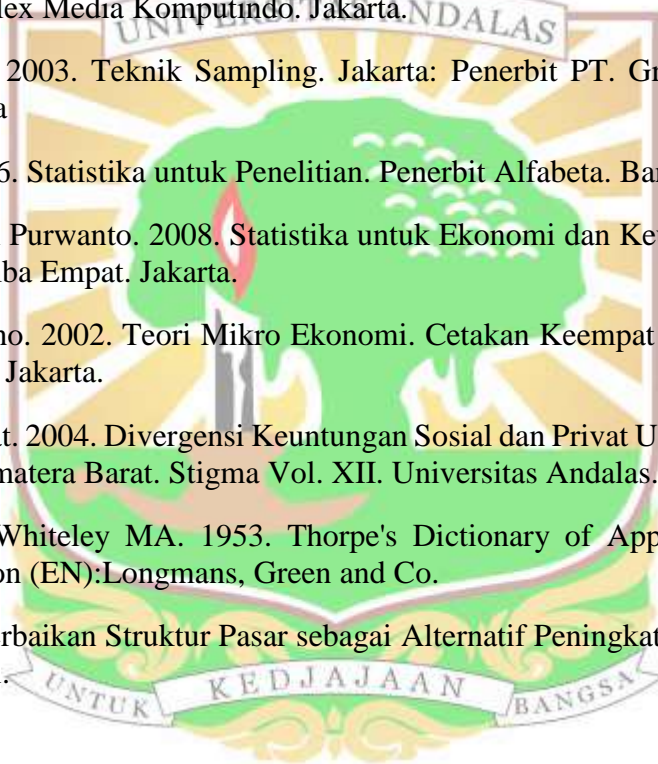 lex Media Komputindo. Jakarta.
UNIVERSITAS ANDALAS
2003. Teknik Sampling. Jakarta: Penerbit PT. Gr
a
6. Statistika untuk Penelitian. Penerbit Alfabeta. Ban
Purwanto. 2008. Statistika untuk Ekonomi dan Keu
ba Empat. Jakarta.
no. 2002. Teori Mikro Ekonomi. Cetakan Keempat
Jakarta.
at. 2004. Divergensi Keuntungan Sosial dan Privat U
matera Barat. Stigma Vol. XII. Universitas Andalas.
Whiteley MA. 1953. Thorpe's Dictionary of App
on (EN):Longmans, Green and Co.
rbaikan Struktur Pasar sebagai Alternatif Peningkat
UNTUK KEDJAJAAN BANGSA